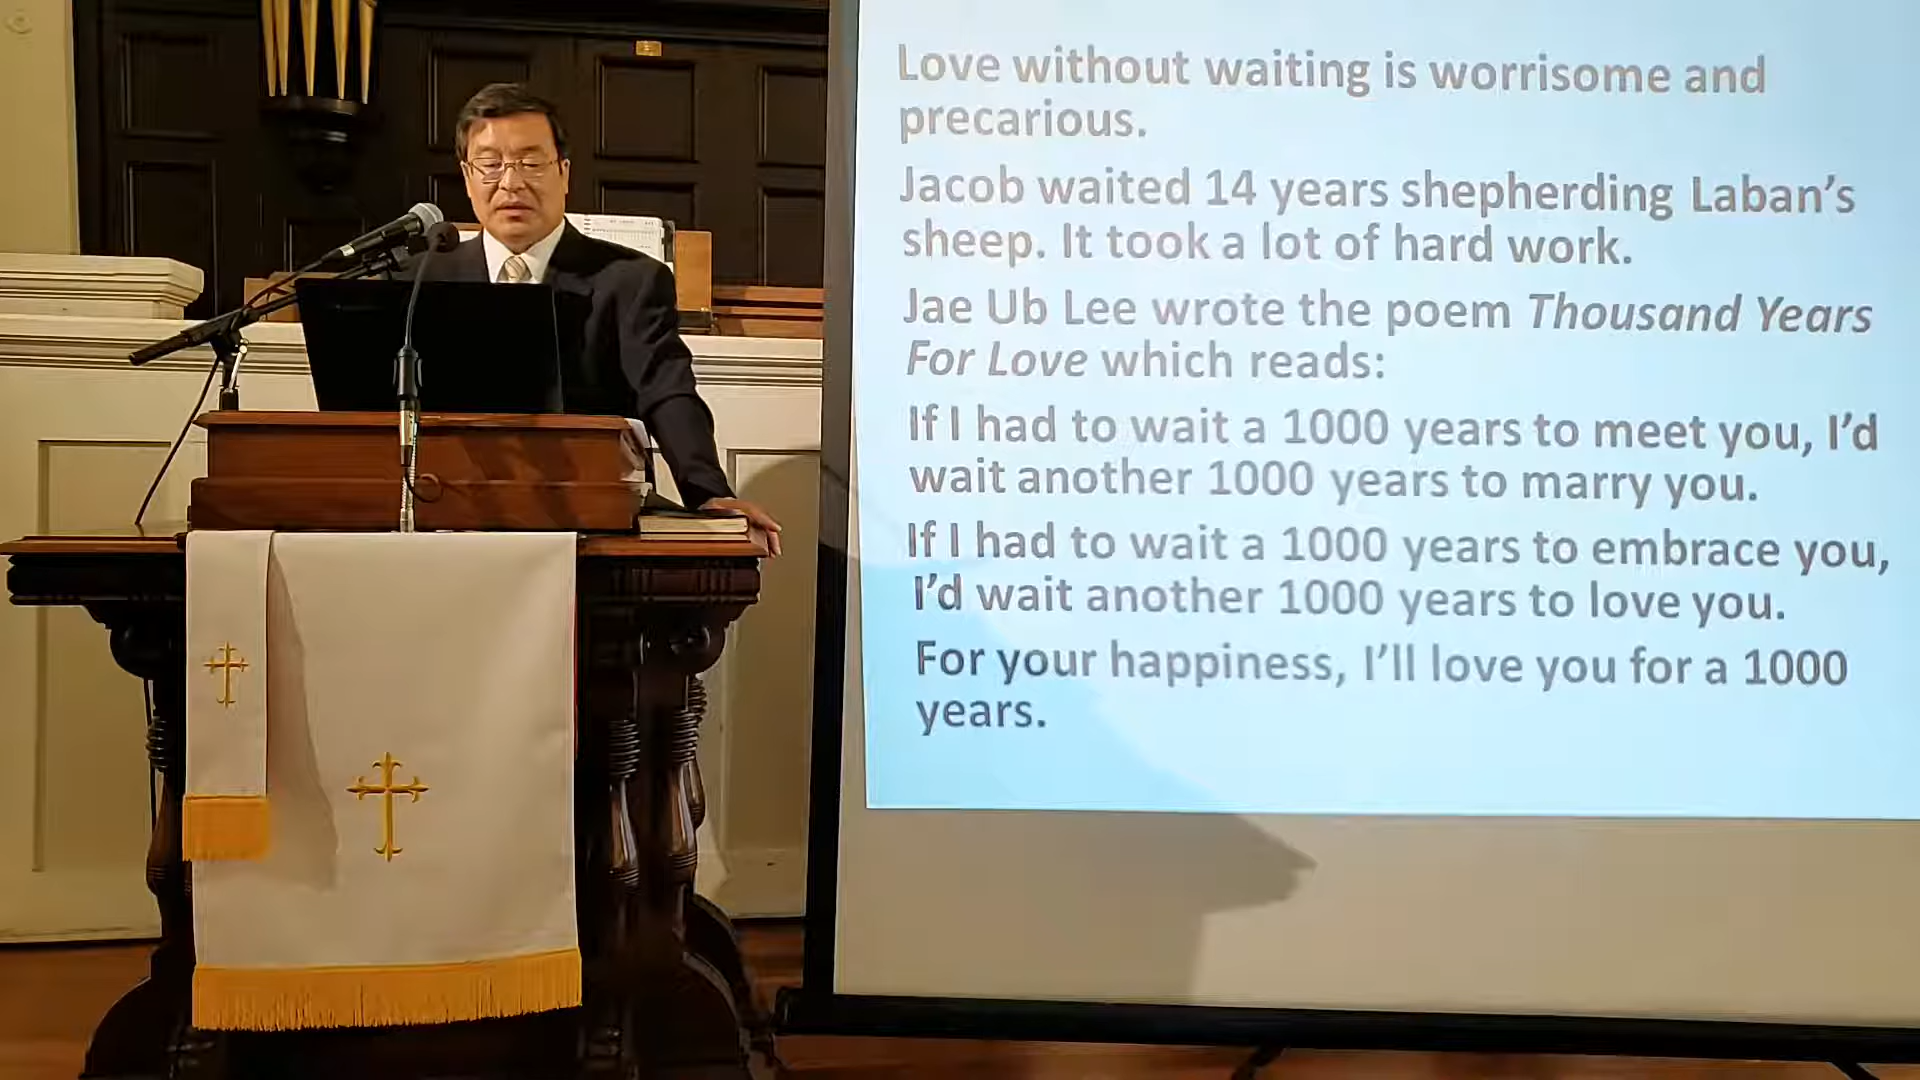 Love without waiting is worrisome and
precarious.
Jacob waited 14 years shepherding Laban's
sheep. It took a lot of hard work.
Jae Ub Lee wrote the poem Thousand Years
For Love which reads:
If I had to wait a 1000 years to meet you, I'd
wait another 1000 years to marry you.
If I had to wait a 1000 years to embrace you,
I'd wait another 1000 years to love you.
For your happiness, I'll love you for a 1000
years.